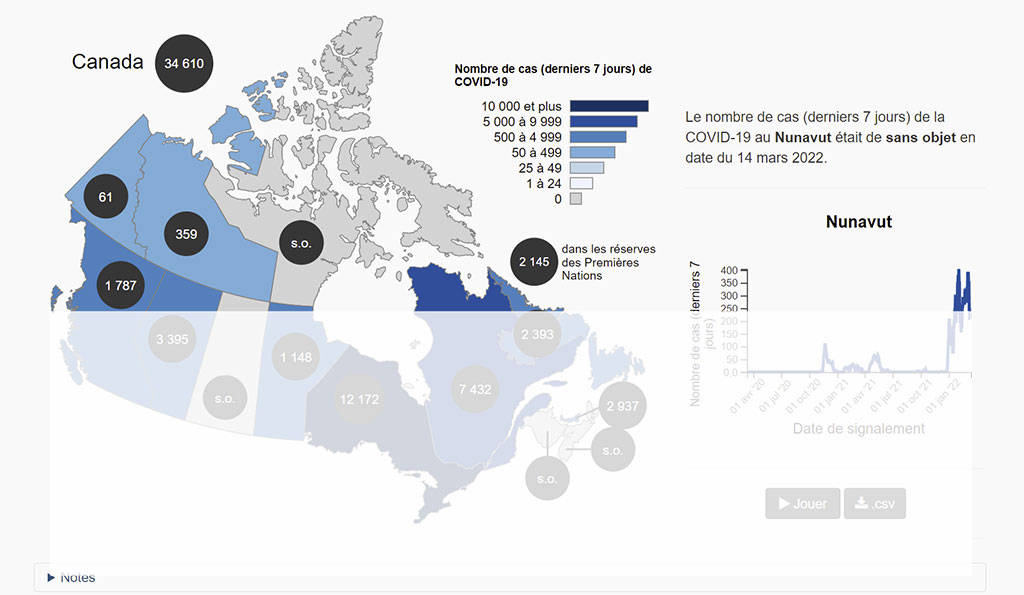 Canada
34 610
Nombre de cas (derniers 7 jours) de
COVID-19
10 000 et plus
5 000 à 9 999
500 à 4 999
50 à 499
25 à 49
1 à 24
0
Le nombre de cas (derniers 7 jours) de la
COVID-19 au Nunavut était de sans objet en
date du 14 mars 2022.
61
359
s.o.
1 787
2 145
dans les réserves
des Premières
Nations
3 395
s.o.
1 148
12 172
7 432
2 393
2 937
s.o.
s.o.
Nunavut
Nombre de cas (derniers 7
jours)
400
350
300
250
200
150
100
50
0,0
01 avr '20
01 jul '20
01 oct '20
01 jan '21
01 avr '21
01 jul '21
01 oct '21
01 jan '22
Date de signalement
Jouer
.csv
Notes